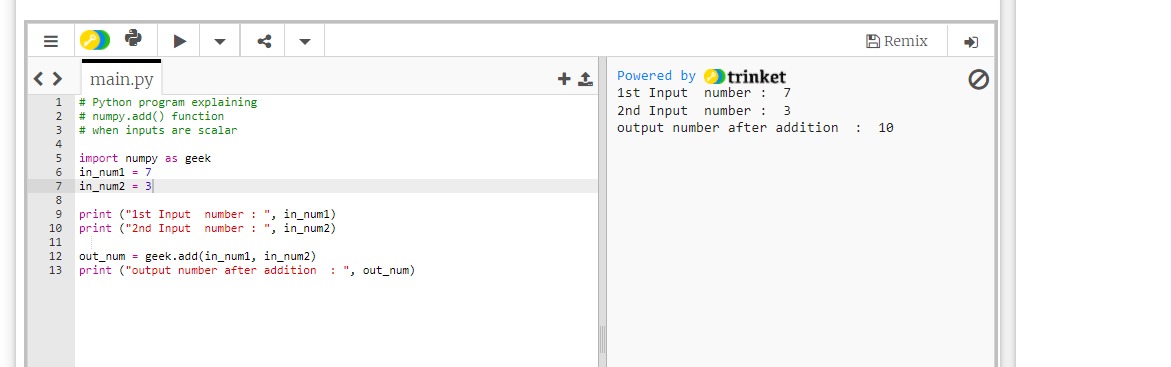 Remix
main.py
Powered by trinket
1 # Python program explaining
2 # numpy.add() function
3 # when inputs are scalar
4
5 import numpy as geek
6 in_num1 = 7
7 in_num2 = 3
8
9 print ("1st Input  number : ", in_num1)
10 print ("2nd Input  number : ", in_num2)
11
12 out_num = geek.add(in_num1, in_num2)
13 print ("output number after addition  : ", out_num)
1st Input  number :  7
2nd Input  number :  3
output number after addition  :  10